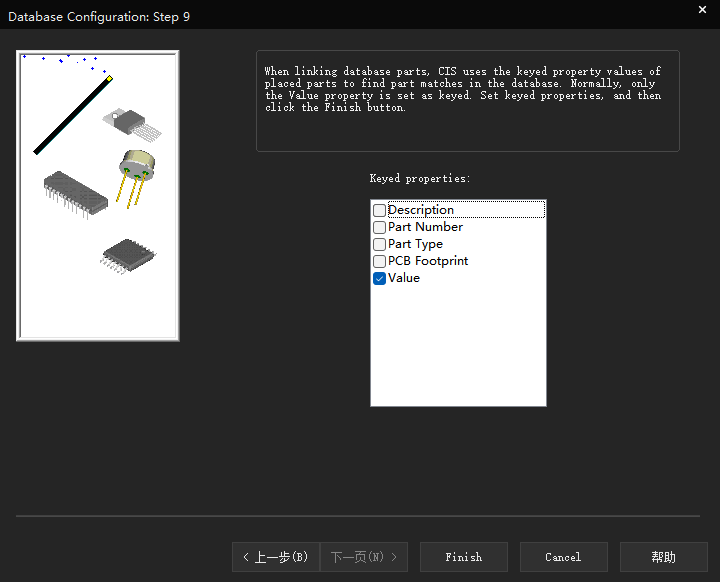 Database Configuration: Step 9
When linking database parts, CIS uses the keyed property values of
placed parts to find part matches in the database. Normally, only
the Value property is set as keyed. Set keyed properties, and then
click the Finish button.
Keyed properties:
Description
Part Number
Part Type
PCB Footprint
Value
< 上一步(B)
下一页(N) >
Finish
Cancel
帮助